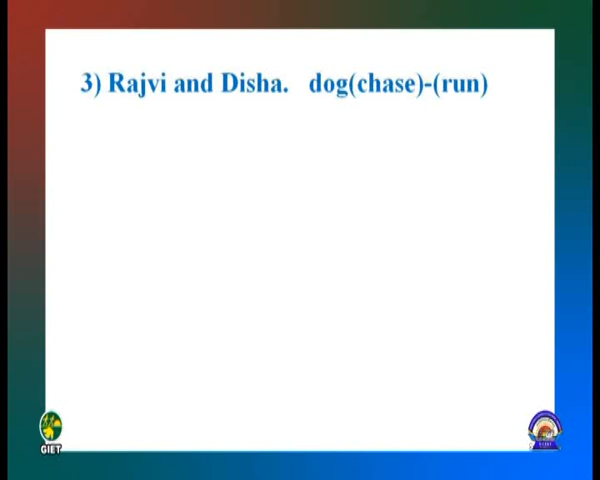 3) Rajvi and Disha. dog(chase)-(run)
GIET